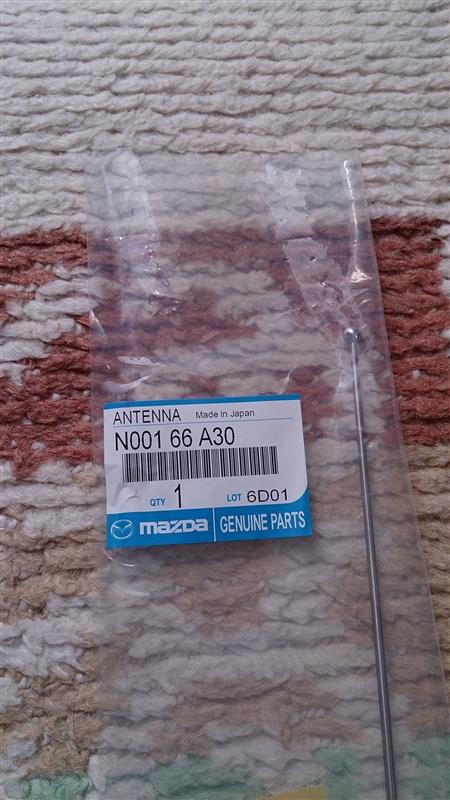 ANTENNA Made in Japan
N001 66 A30
QTY 1 LOT 6D01
mazda GENUINE PARTS